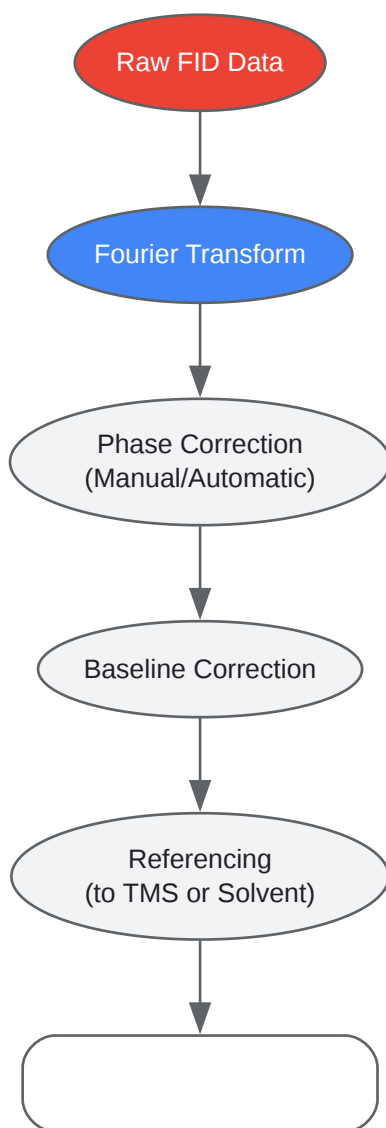 Raw FID Data
Fourier Transform
Phase Correction
(Manual/Automatic)
Baseline Correction
Referencing
(to TMS or Solvent)